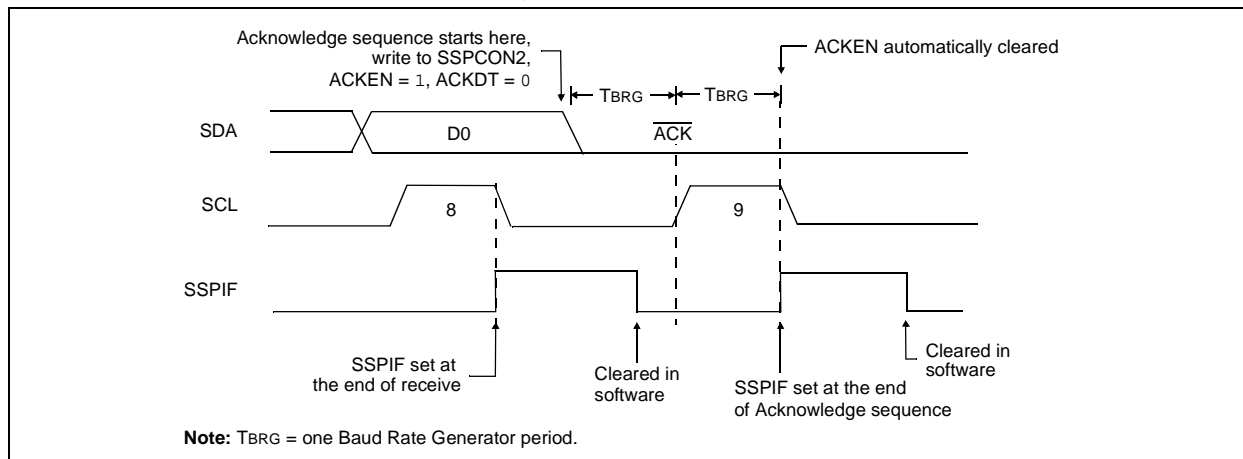 Acknowledge sequence starts here,
write to SSPCON2,
ACKEN = 1, ACKDT = 0
ACKEN automatically cleared
TBRG
TBRG
SDA
D0
ACK
SCL
8
9
SSPIF
SSPIF set at
the end of receive
Cleared in
software
SSPIF set at the end
of Acknowledge sequence
Cleared in
software
Note: TBRG = one Baud Rate Generator period.